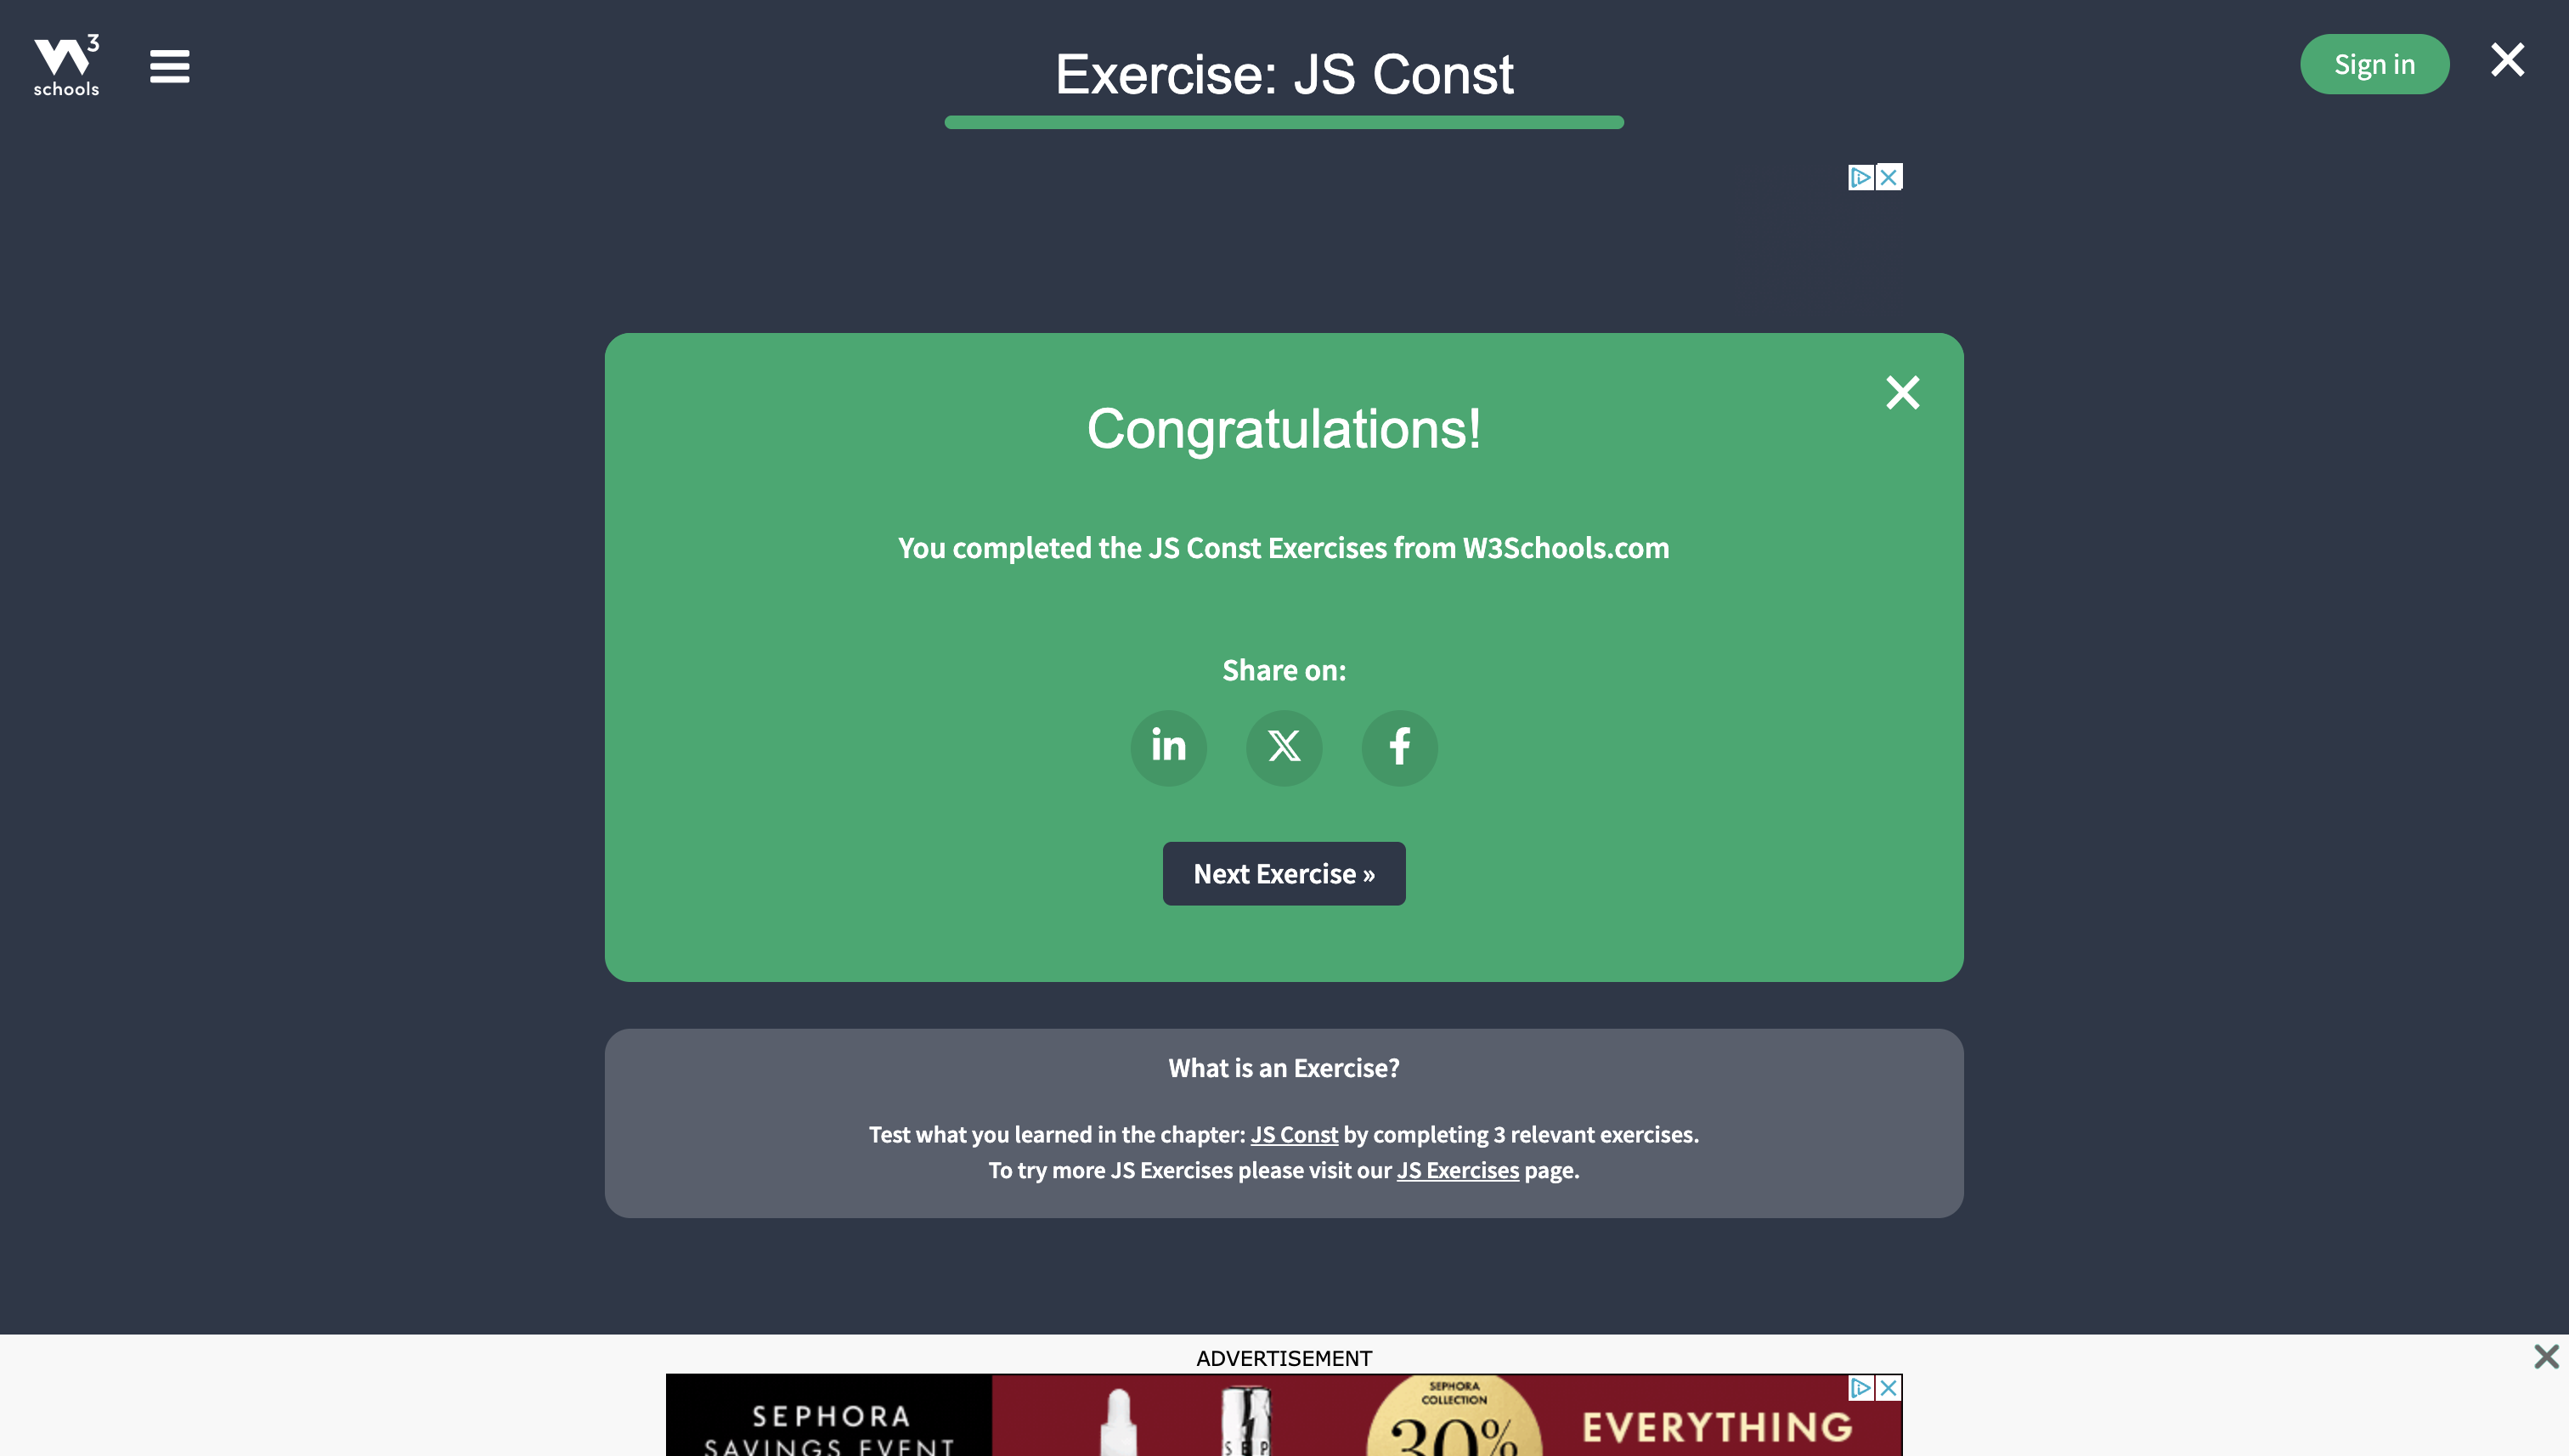 W3
schools
Exercise: JS Const
Sign in
Congratulations!
You completed the JS Const Exercises from W3Schools.com
Share on:
in
X
f
Next Exercise »
What is an Exercise?
Test what you learned in the chapter: JS Const by completing 3 relevant exercises.
To try more JS Exercises please visit our JS Exercises page.
ADVERTISEMENT
SEPHORA
SAVINGS EVENT
SEP
SEPHORA
COLLECTION
30%
EVERYTHING